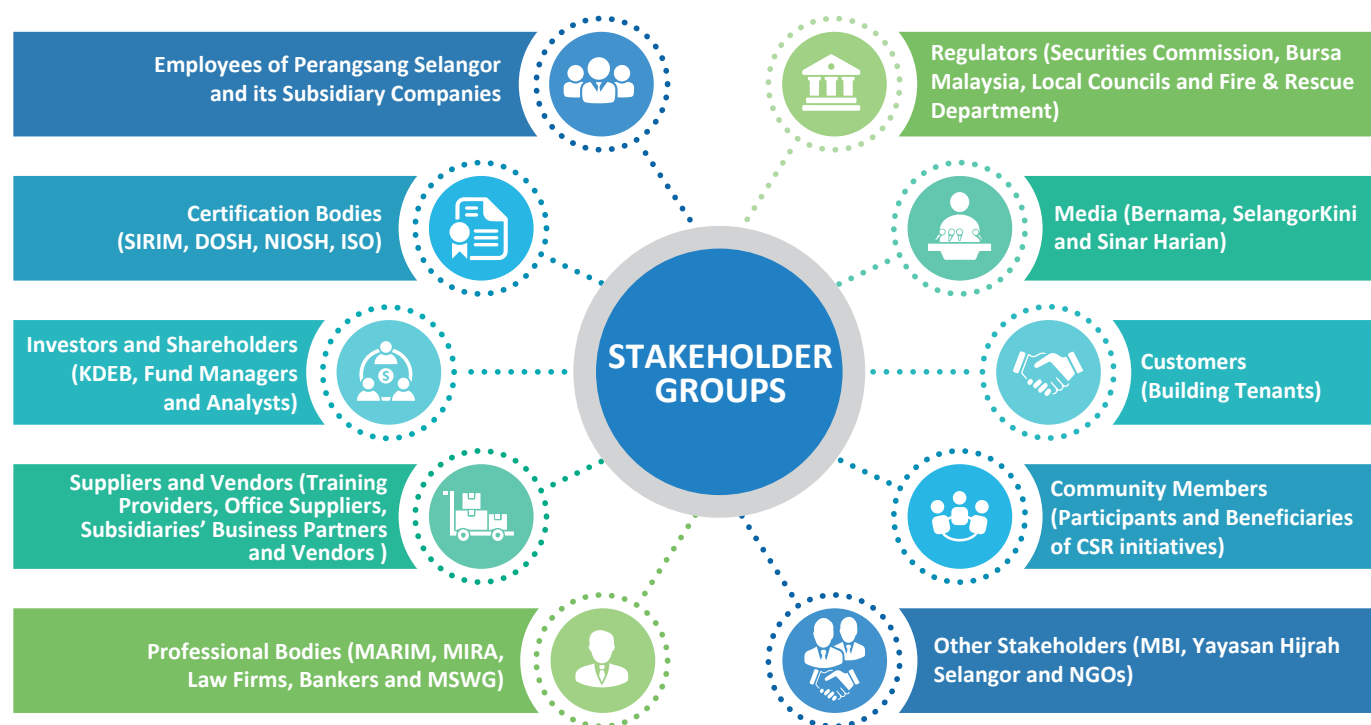 Employees of Perangsang Selangor
and its Subsidiary Companies
Regulators (Securities Commission, Bursa
Malaysia, Local Councils and Fire & Rescue
Department)
Certification Bodies
(SIRIM, DOSH, NIOSH, ISO)
Media (Bernama, SelangorKini
and Sinar Harian)
Investors and Shareholders
(KDEB, Fund Managers
and Analysts)
$
STAKEHOLDER
GROUPS
Customers
(Building Tenants)
Suppliers and Vendors (Training
Providers, Office Suppliers,
Subsidiaries’ Business Partners
and Vendors )
Community Members
(Participants and Beneficiaries
of CSR initiatives)
Professional Bodies (MARIM, MIRA,
Law Firms, Bankers and MSWG)
Other Stakeholders (MBI, Yayasan Hijrah
Selangor and NGOs)